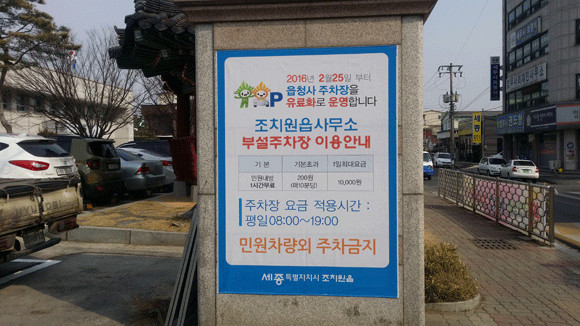 2016년 2월25일 부터
읍청사 주차장을
유료화로 운영합니다
P
조치원읍사무소
부설주차장 이용안내
기 본 기본초과 1일최대요금
민원내방 200원 10,000원
1시간무료 (매10분당)
주차장 요금 적용시간 :
평일08:00~19:00
민원차량외 주차금지
세종특별자치시 조치원읍
세종